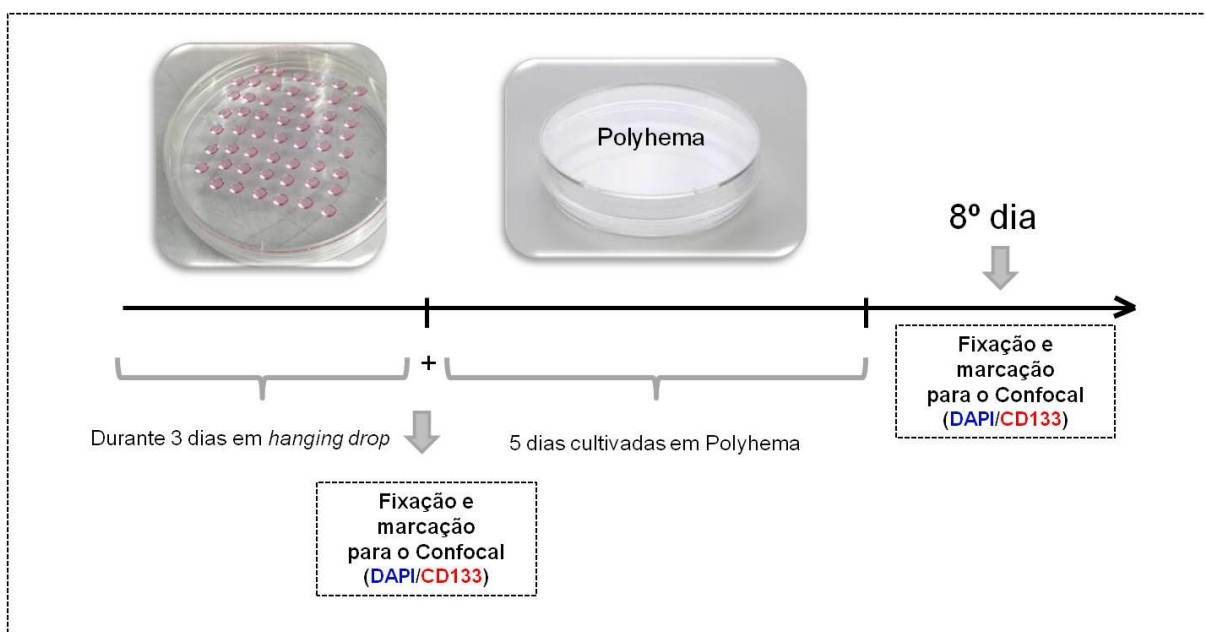 Polyhema
8º dia
+
Durante 3 dias em hanging drop
5 dias cultivadas em Polyhema
Fixação e
marcação
para o Confocal
(DAPI/CD133)
Fixação e
marcação
para o Confocal
(DAPI/CD133)